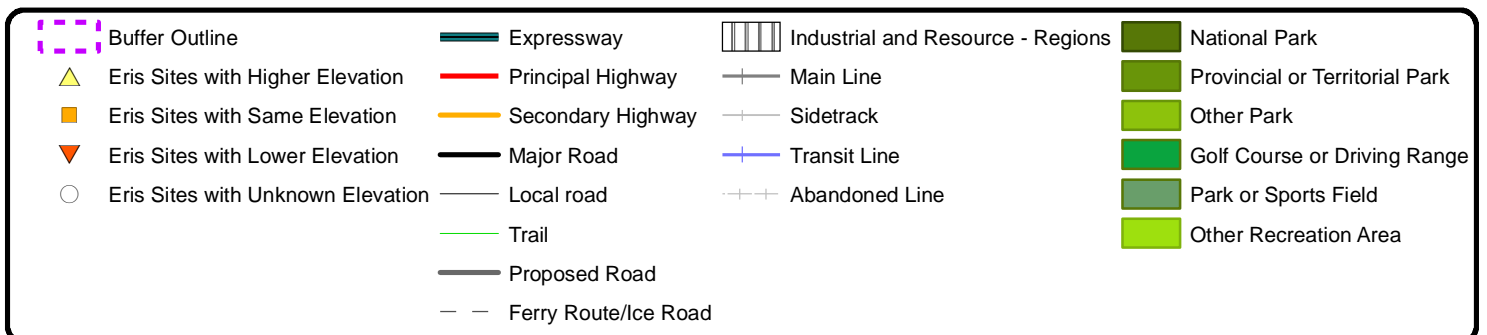 Buffer Outline
Eris Sites with Higher Elevation
Eris Sites with Same Elevation
Eris Sites with Lower Elevation
Eris Sites with Unknown Elevation
Expressway
Principal Highway
Secondary Highway
Major Road
Local road
Trail
Proposed Road
Ferry Route/Ice Road
Industrial and Resource - Regions
Main Line
Sidetrack
Transit Line
Abandoned Line
National Park
Provincial or Territorial Park
Other Park
Golf Course or Driving Range
Park or Sports Field
Other Recreation Area